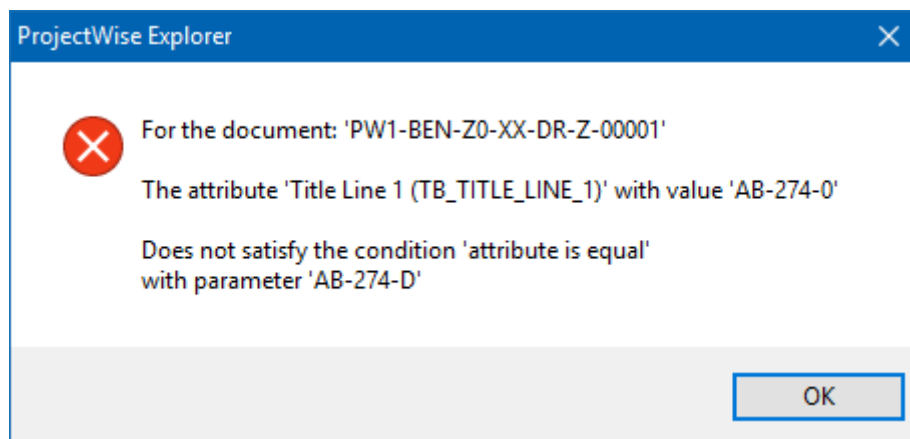 ProjectWise Explorer
For the document: 'PW1-BEN-Z0-XX-DR-Z-00001'
The attribute 'Title Line 1 (TB_TITLE_LINE_1)' with value 'AB-274-0'
Does not satisfy the condition 'attribute is equal'
with parameter 'AB-274-D'
OK